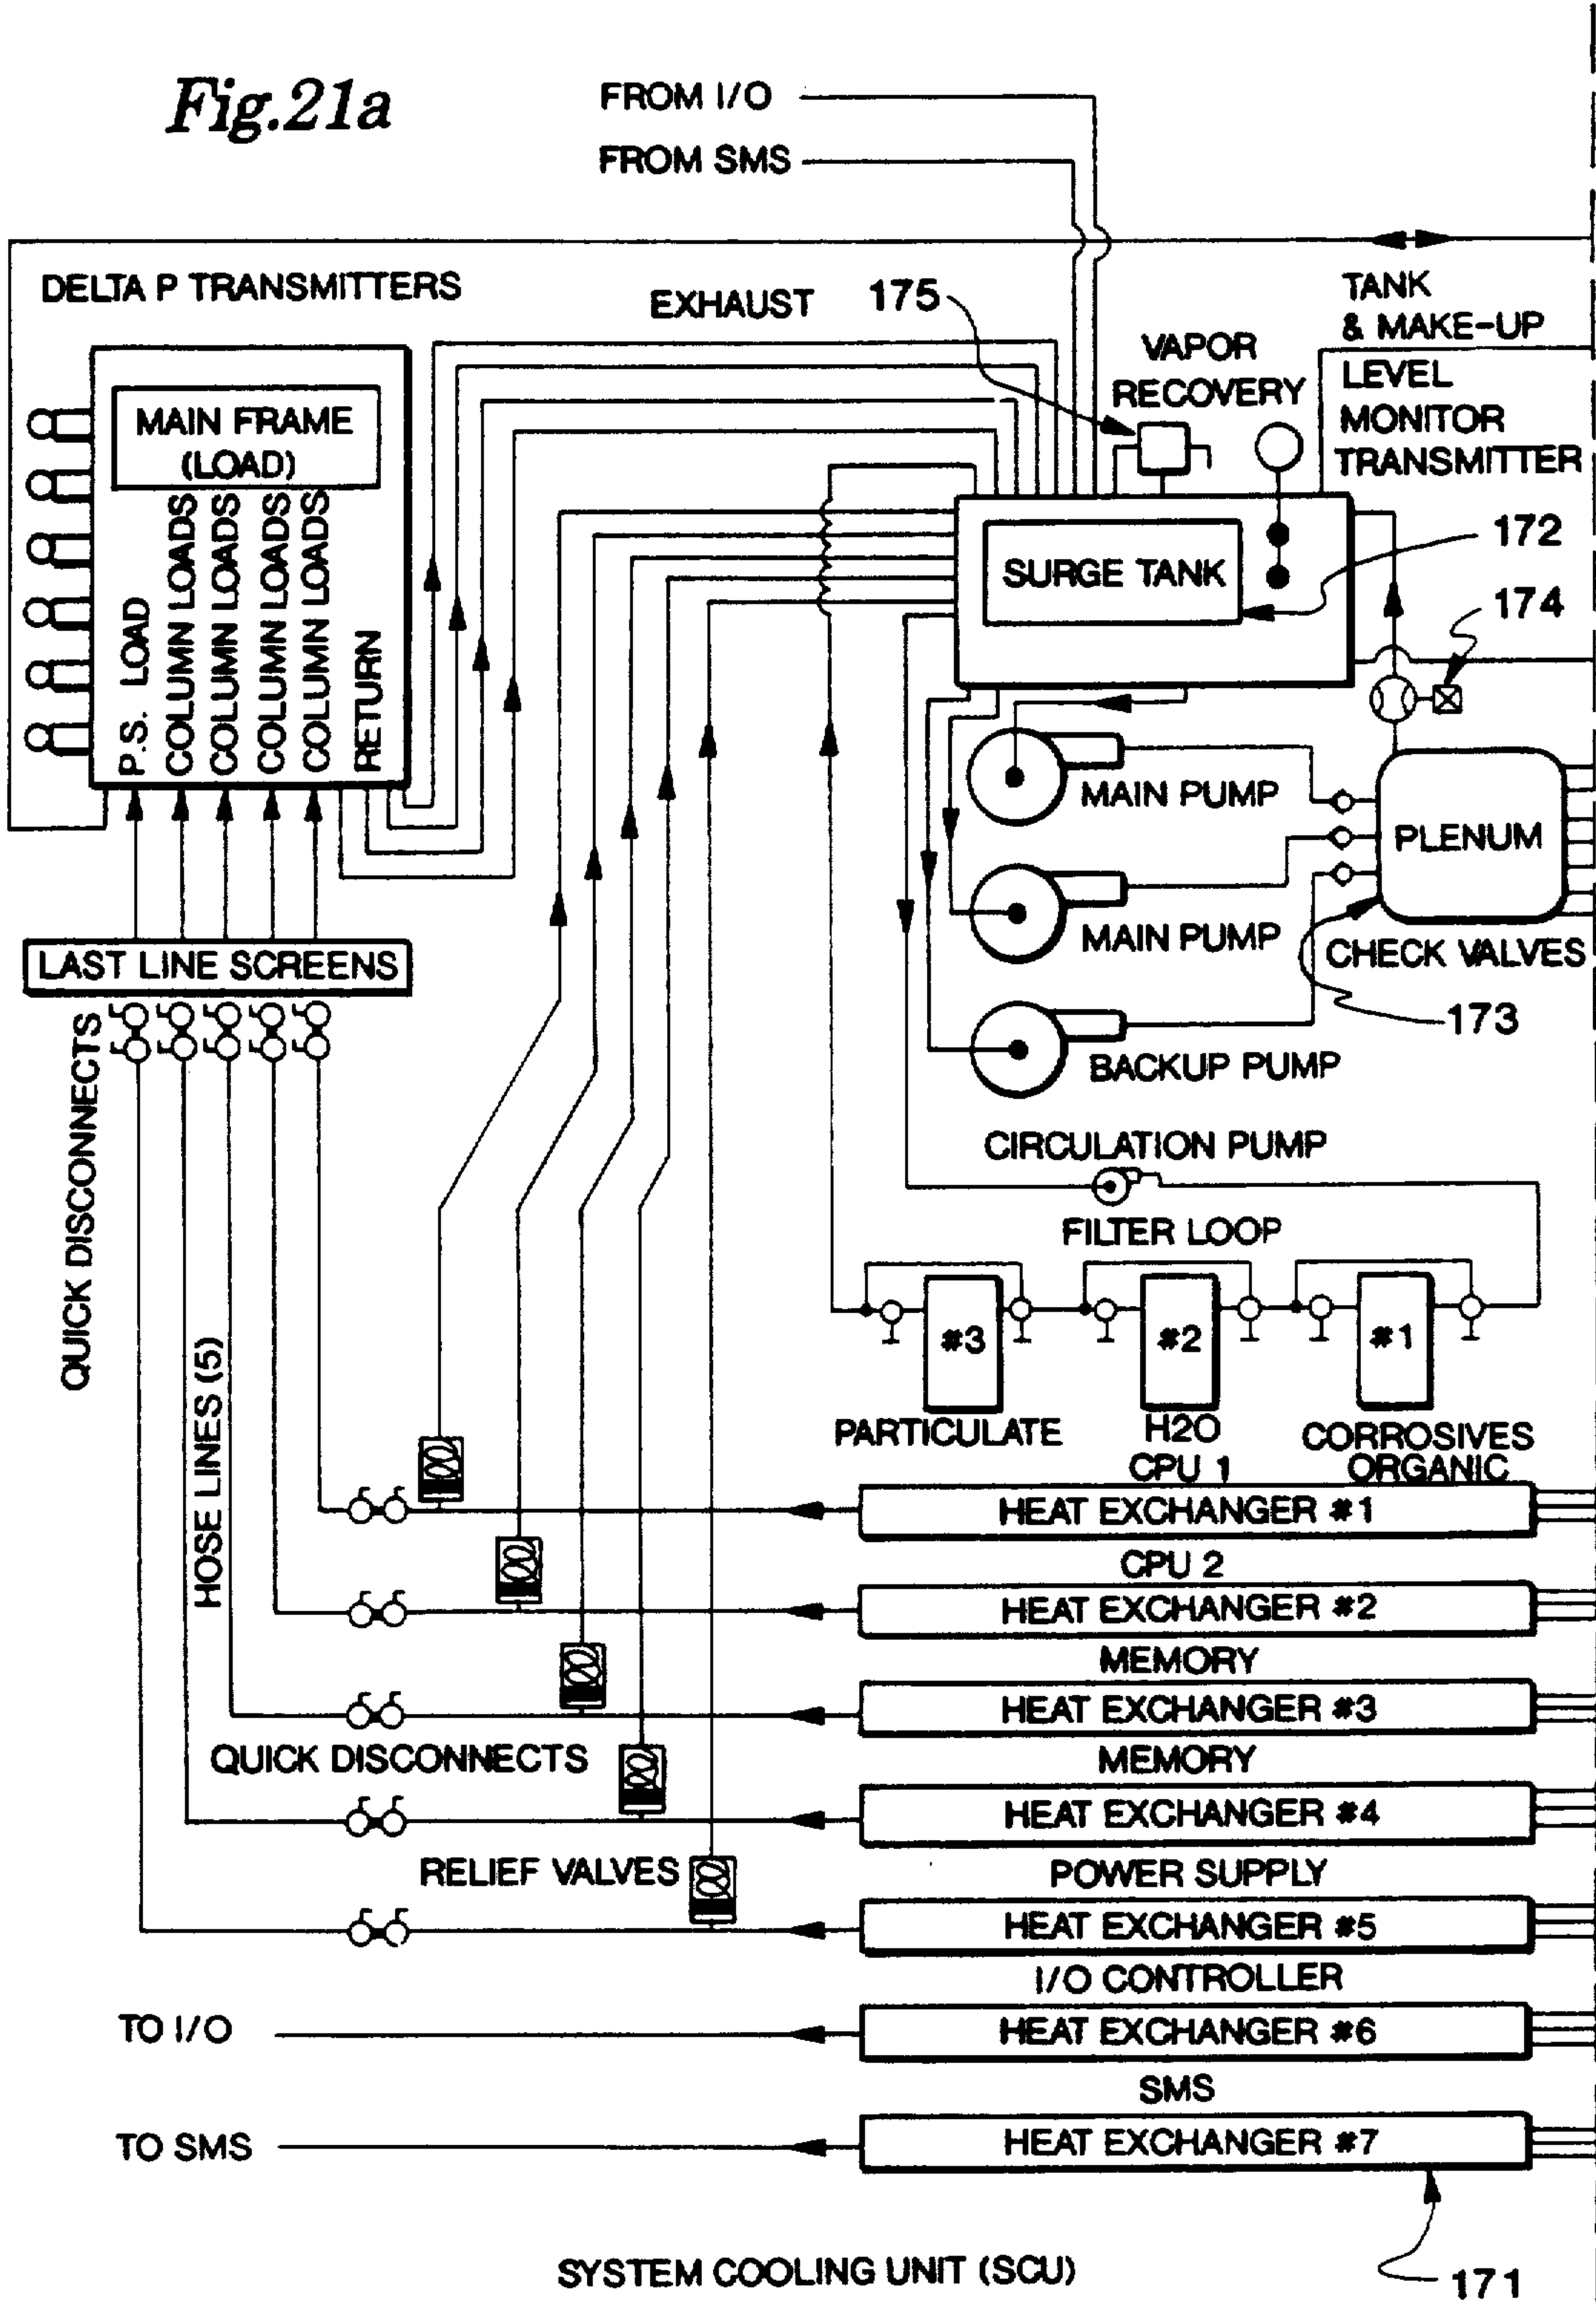 Fig.21a
FROM I/O
FROM SMS
DELTA P TRANSMITTERS
EXHAUST
175
TANK
& MAKE-UP
LEVEL
MONITOR
TRANSMITTER
VAPOR
RECOVERY
MAIN FRAME
(LOAD)
P.S. LOAD
COLUMN LOADS
COLUMN LOADS
COLUMN LOADS
COLUMN LOADS
RETURN
SURGE TANK
172
174
MAIN PUMP
PLENUM
MAIN PUMP
CHECK VALVES
173
BACKUP PUMP
LAST LINE SCREENS
QUICK DISCONNECTS
HOSE LINES (5)
CIRCULATION PUMP
FILTER LOOP
#3
#2
#1
PARTICULATE
H2O
CORROSIVES
ORGANIC
CPU 1
HEAT EXCHANGER #1
CPU 2
HEAT EXCHANGER #2
MEMORY
HEAT EXCHANGER #3
QUICK DISCONNECTS
MEMORY
HEAT EXCHANGER #4
RELIEF VALVES
POWER SUPPLY
HEAT EXCHANGER #5
I/O CONTROLLER
TO I/O
HEAT EXCHANGER #6
SMS
TO SMS
HEAT EXCHANGER #7
SYSTEM COOLING UNIT (SCU)
171